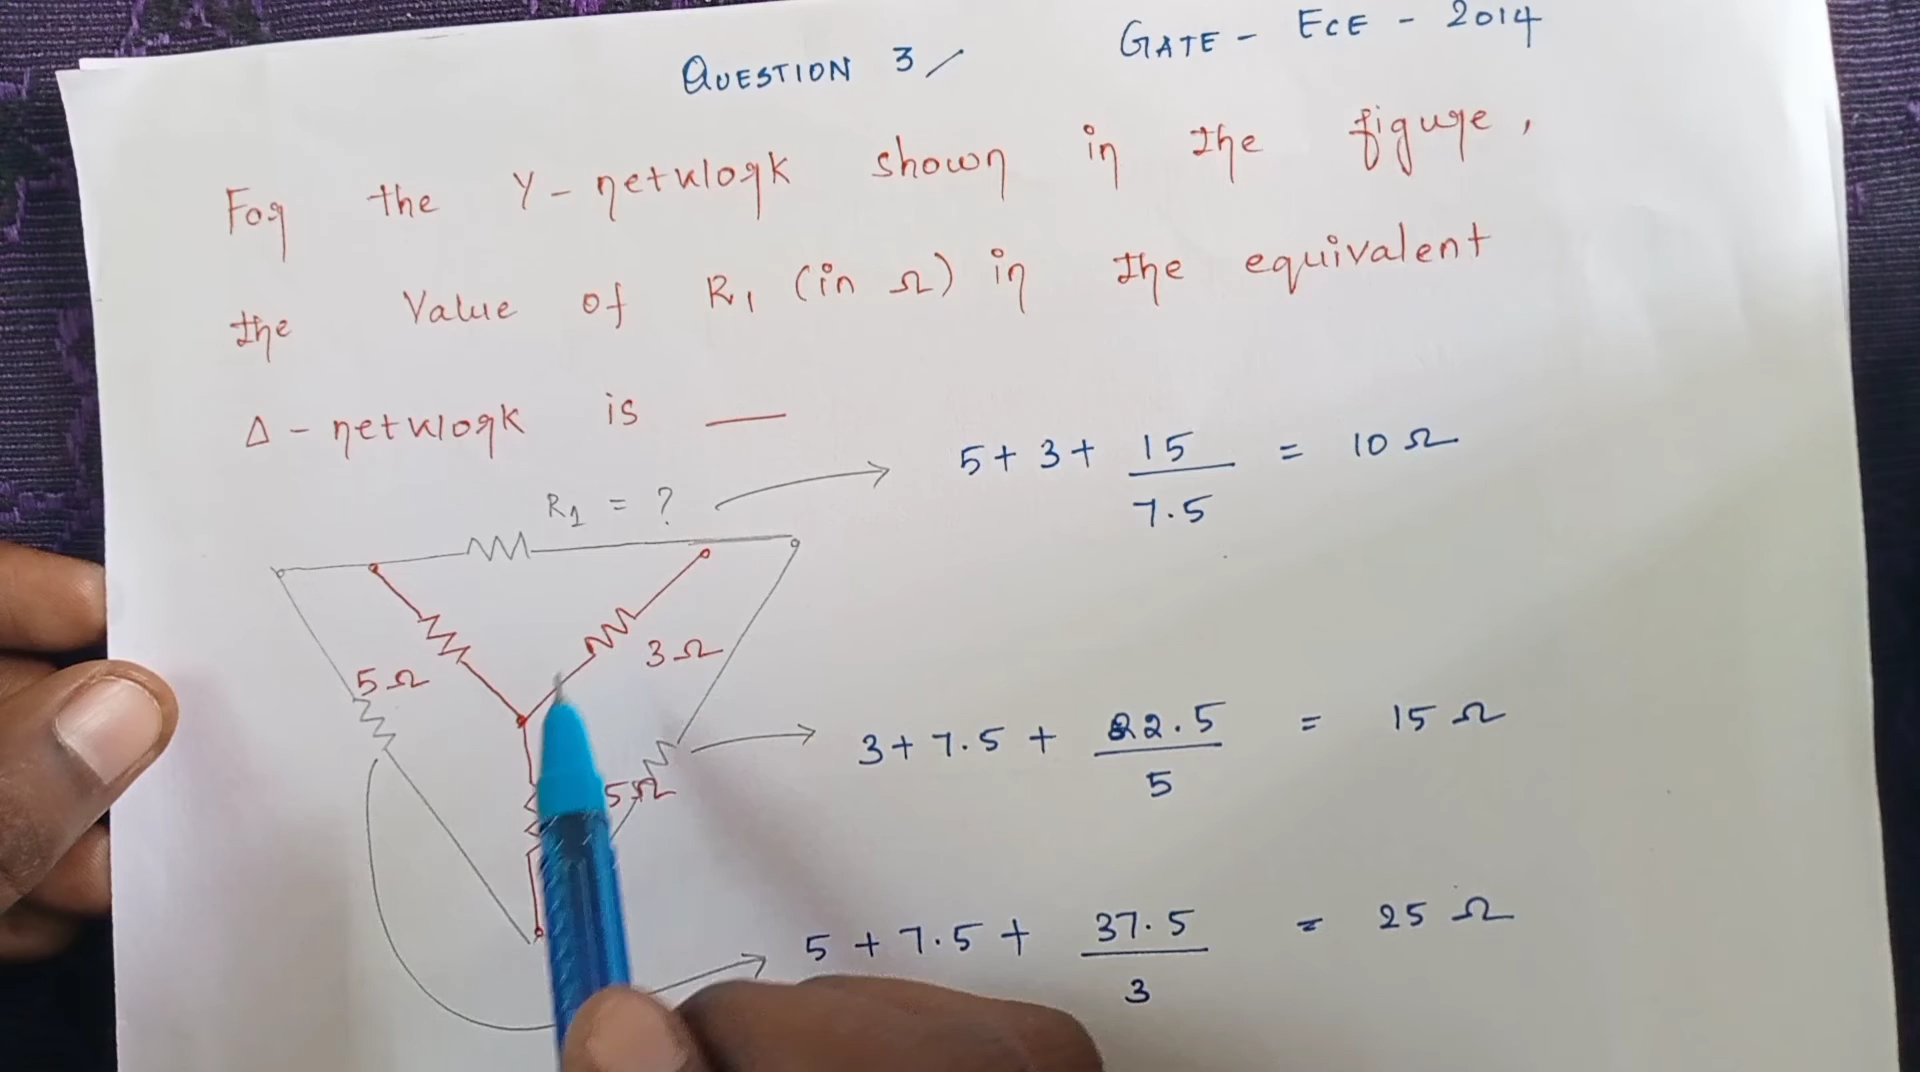 QUESTION 3/ GATE - ECE - 2014
For the Y-network shown in the figure,
the Value of R1 (in Ω) in the equivalent
Δ-network is ___
R1 = ?
5 + 3 + 15/7.5 = 10 Ω
5Ω
3Ω
5Ω
3 + 7.5 + 22.5/5 = 15 Ω
5 + 7.5 + 37.5/3 = 25 Ω